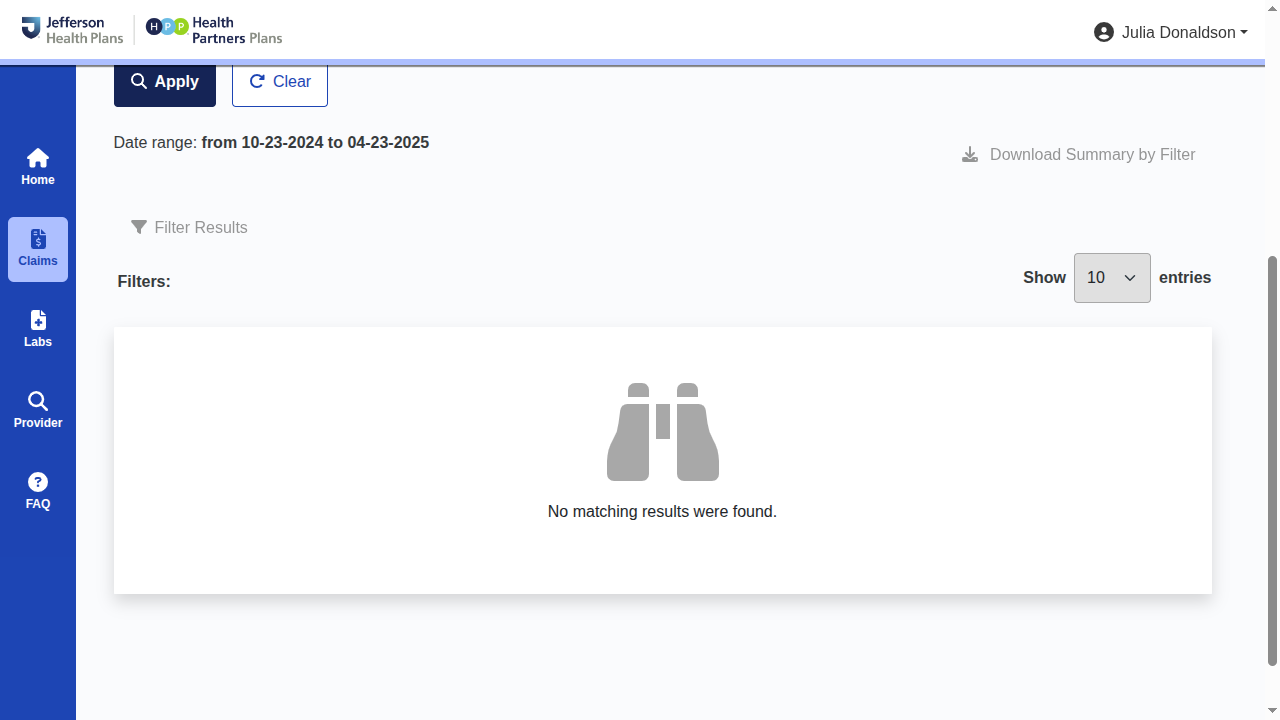 Jefferson
Health Plans
H P P
Health
Partners Plans
Julia Donaldson
Apply
Clear
Date range: from 10-23-2024 to 04-23-2025
Download Summary by Filter
Home
Filter Results
Claims
Filters:
Show 10 entries
Labs
Provider
FAQ
No matching results were found.